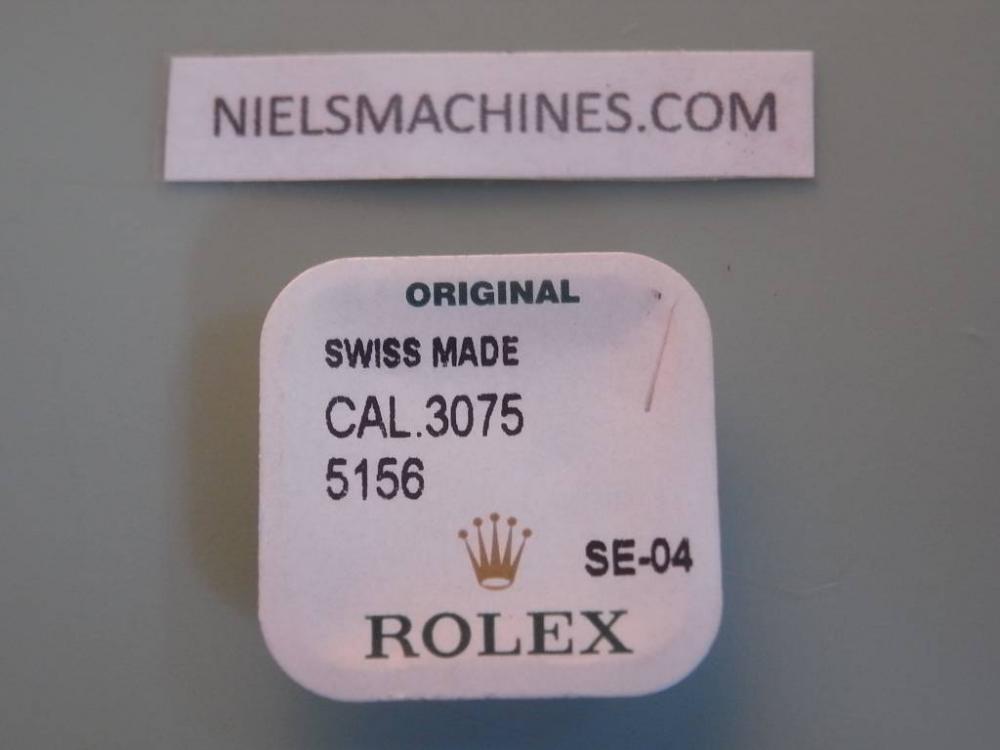 NIELSMACHINES.COM
ORIGINAL
SWISS MADE
CAL.3075
5156
SE-04
ROLEX